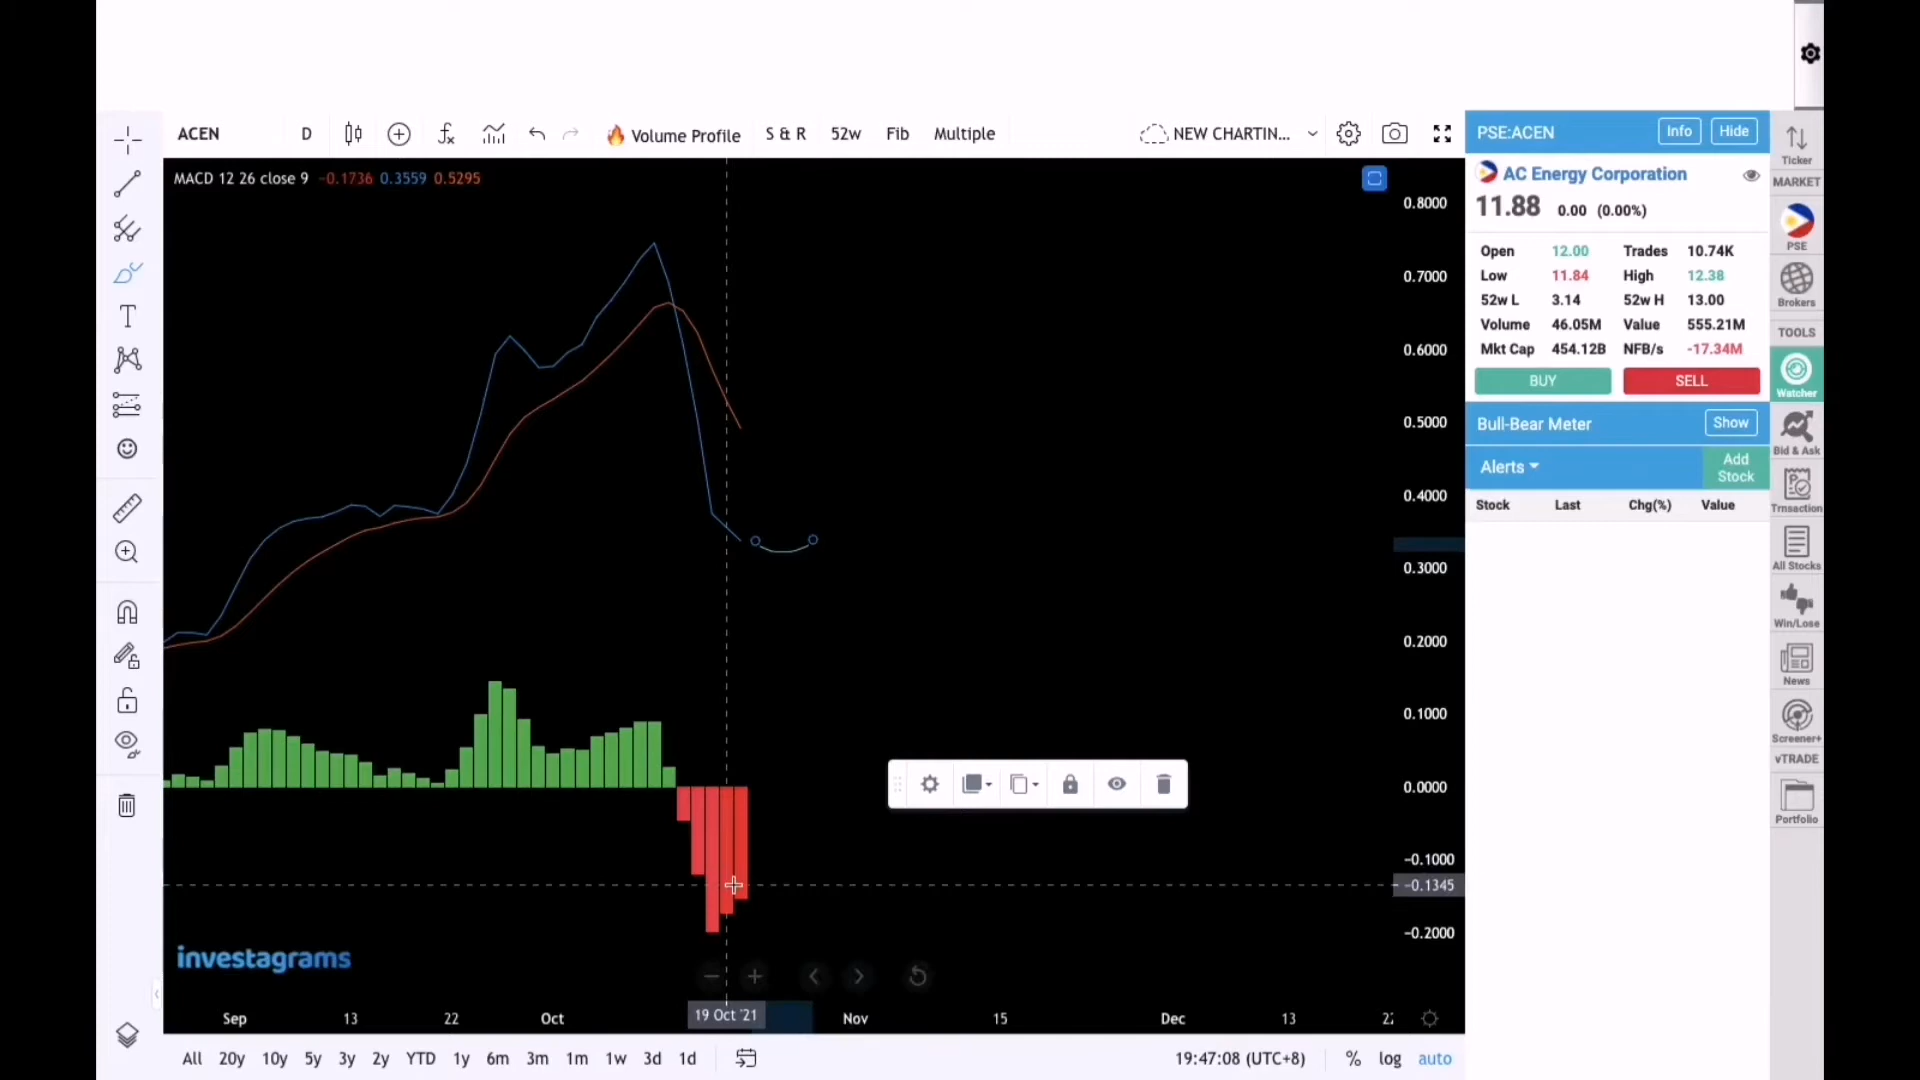 ACEN D Volume Profile S & R 52w Fib Multiple NEW CHARTIN...
MACD 12 26 close 9 −0.1736 0.3559 0.5295
0.8000
0.7000
0.6000
0.5000
0.4000
0.3000
0.2000
0.1000
0.0000
−0.1000
−0.1345
−0.2000
investagrams
Sep 13 22 Oct 19 Oct '21 Nov 15 Dec 13
All 20y 10y 5y 3y 2y YTD 1y 6m 3m 1m 1w 3d 1d 19:47:08 (UTC+8) % log auto
PSE:ACEN Info Hide
AC Energy Corporation
11.88 0.00 (0.00%)
Open 12.00 Trades 10.74K
Low 11.84 High 12.38
52w L 3.14 52w H 13.00
Volume 46.05M Value 555.21M
Mkt Cap 454.12B NFB/s -17.34M
BUY SELL
Bull-Bear Meter Show
Alerts Add Stock
Stock Last Chg(%) Value
Ticker
MARKET
PSE
Brokers
TOOLS
Watcher
Bid & Ask
Trnsaction
All Stocks
Win/Lose
News
Screener+
vTRADE
Portfolio